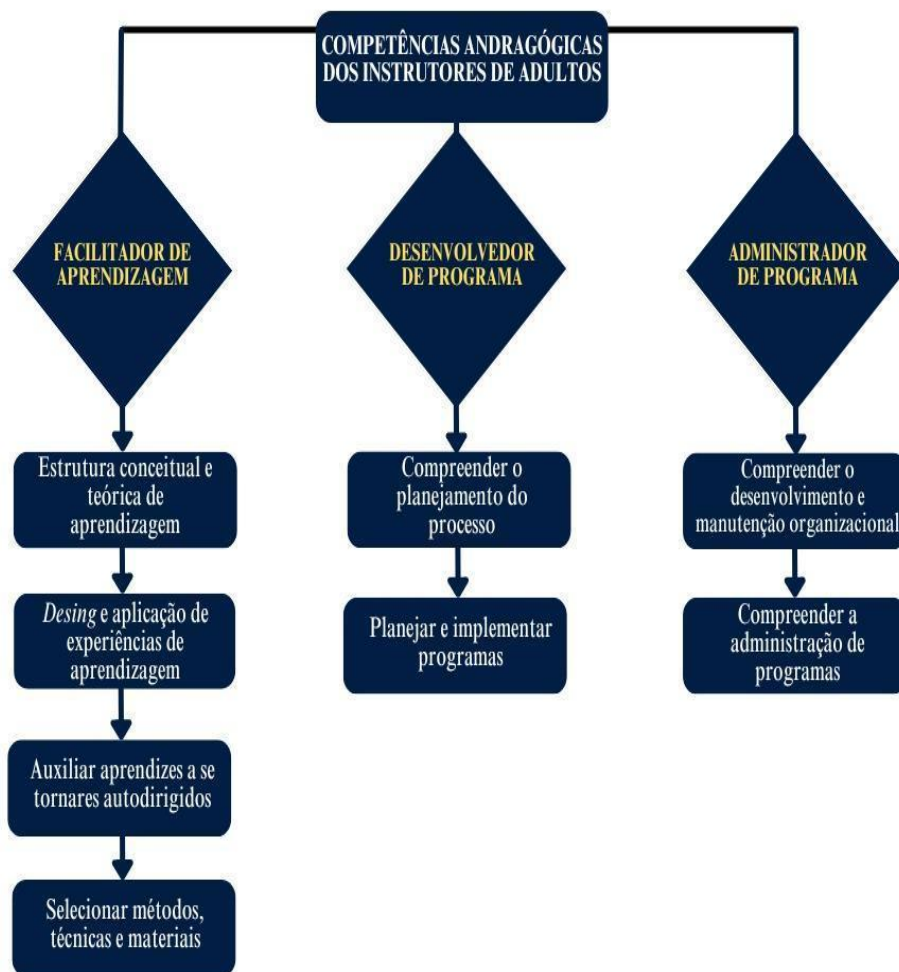 COMPETÊNCIAS ANDRAGÓGICAS
DOS INSTRUTORES DE ADULTOS
FACILITADOR DE
APRENDIZAGEM
Estrutura conceitual e
teórica de
aprendizagem
Desing e aplicação de
experiências de
aprendizagem
Auxiliar aprendizes a se
tornares autodirigidos
Selecionar métodos,
técnicas e materiais
DESENVOLVEDOR
DE PROGRAMA
Compreender o
planejamento do
processo
Planejar e implementar
programas
ADMINISTRADOR
DE PROGRAMA
Compreender o
desenvolvimento e
manutenção organizacional
Compreender a
administração de
programas